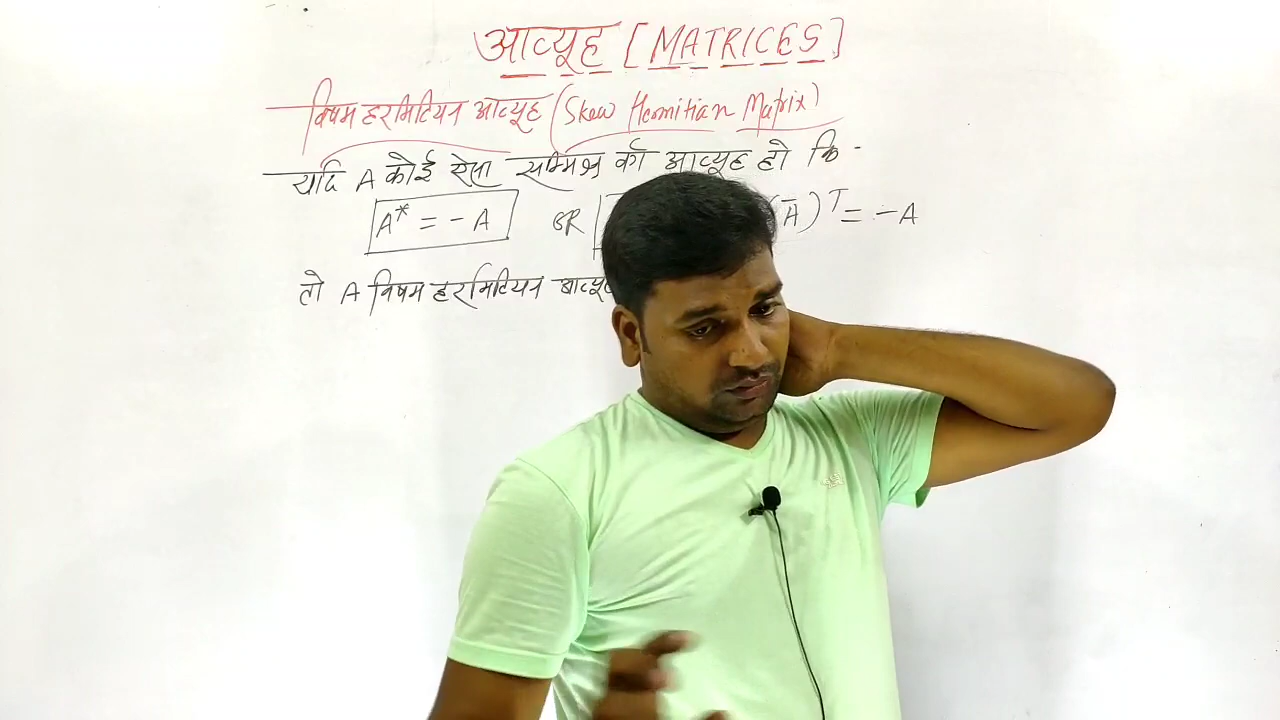 आव्यूह [MATRICES]
विषम हरमिटियन आव्यूह (Skew Hermitian Matrix)
यदि A कोई ऐसा सम्मिश्र का आव्यूह हो कि -
A* = - A OR (A̅)ᵀ = - A
तो A विषम हरमिटियन